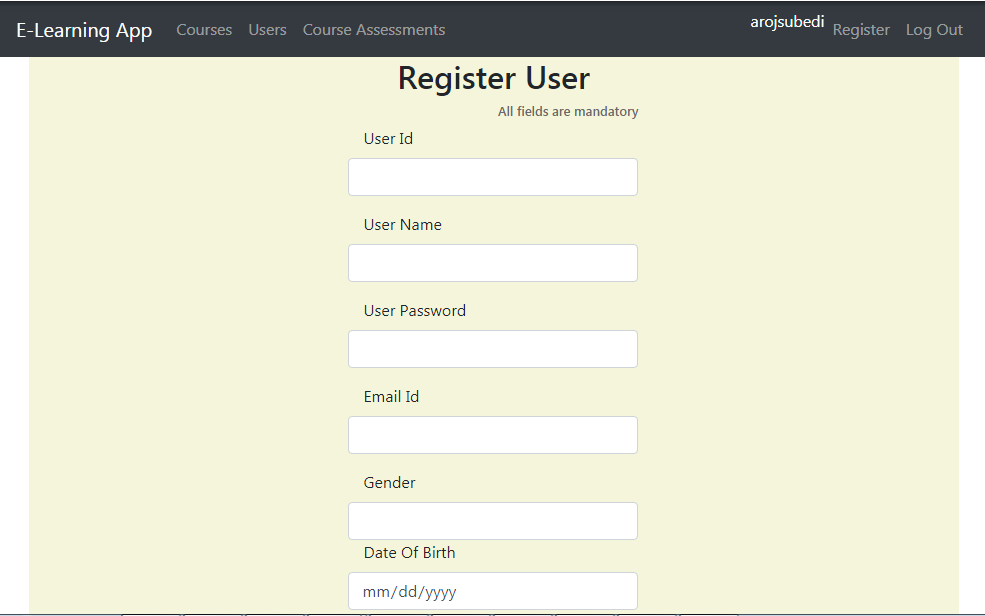 E-Learning App Courses Users Course Assessments arojsubedi Register Log Out
Register User
All fields are mandatory
User Id
User Name
User Password
Email Id
Gender
Date Of Birth
mm/dd/yyyy